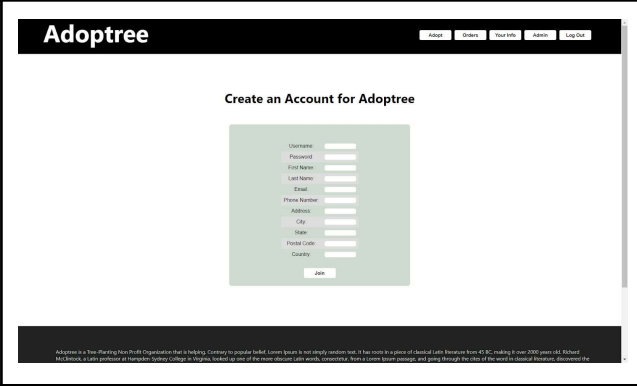 Adoptree
Adopt Orders Your Info Admin Log Out
Create an Account for Adoptree
Username:
Password:
First Name:
Last Name:
Email:
Phone Number:
Address:
City:
State:
Postal Code:
Country:
Join
Adoptree is a Tree-Planting Non Profit Organization that is helping. Contrary to popular belief, Lorem Ipsum is not simply random text. It has roots in a piece of classical Latin literature from 45 BC, making it over 2000 years old. Richard
McClintock, a Latin professor at Hampden-Sydney College in Virginia, looked up one of the more obscure Latin words, consectetur, from a Lorem Ipsum passage, and going through the cites of the word in classical literature, discovered the